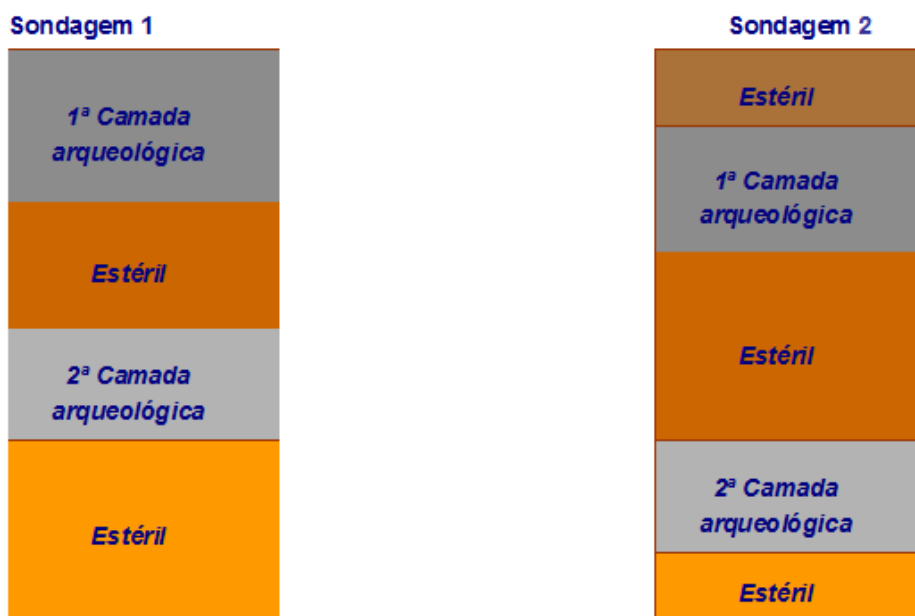 Sondagem 1
1ª Camada
arqueológica
Estéril
2ª Camada
arqueológica
Estéril
Sondagem 2
Estéril
1ª Camada
arqueológica
Estéril
2ª Camada
arqueológica
Estéril